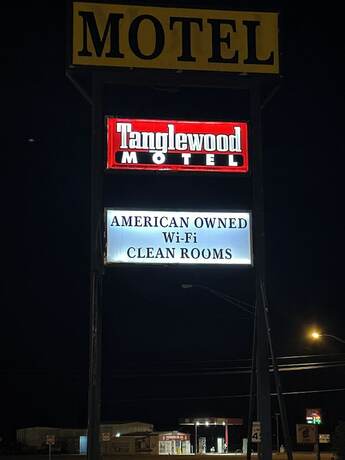 MOTEL
Tanglewood
MOTEL
AMERICAN OWNED
Wi-Fi
CLEAN ROOMS